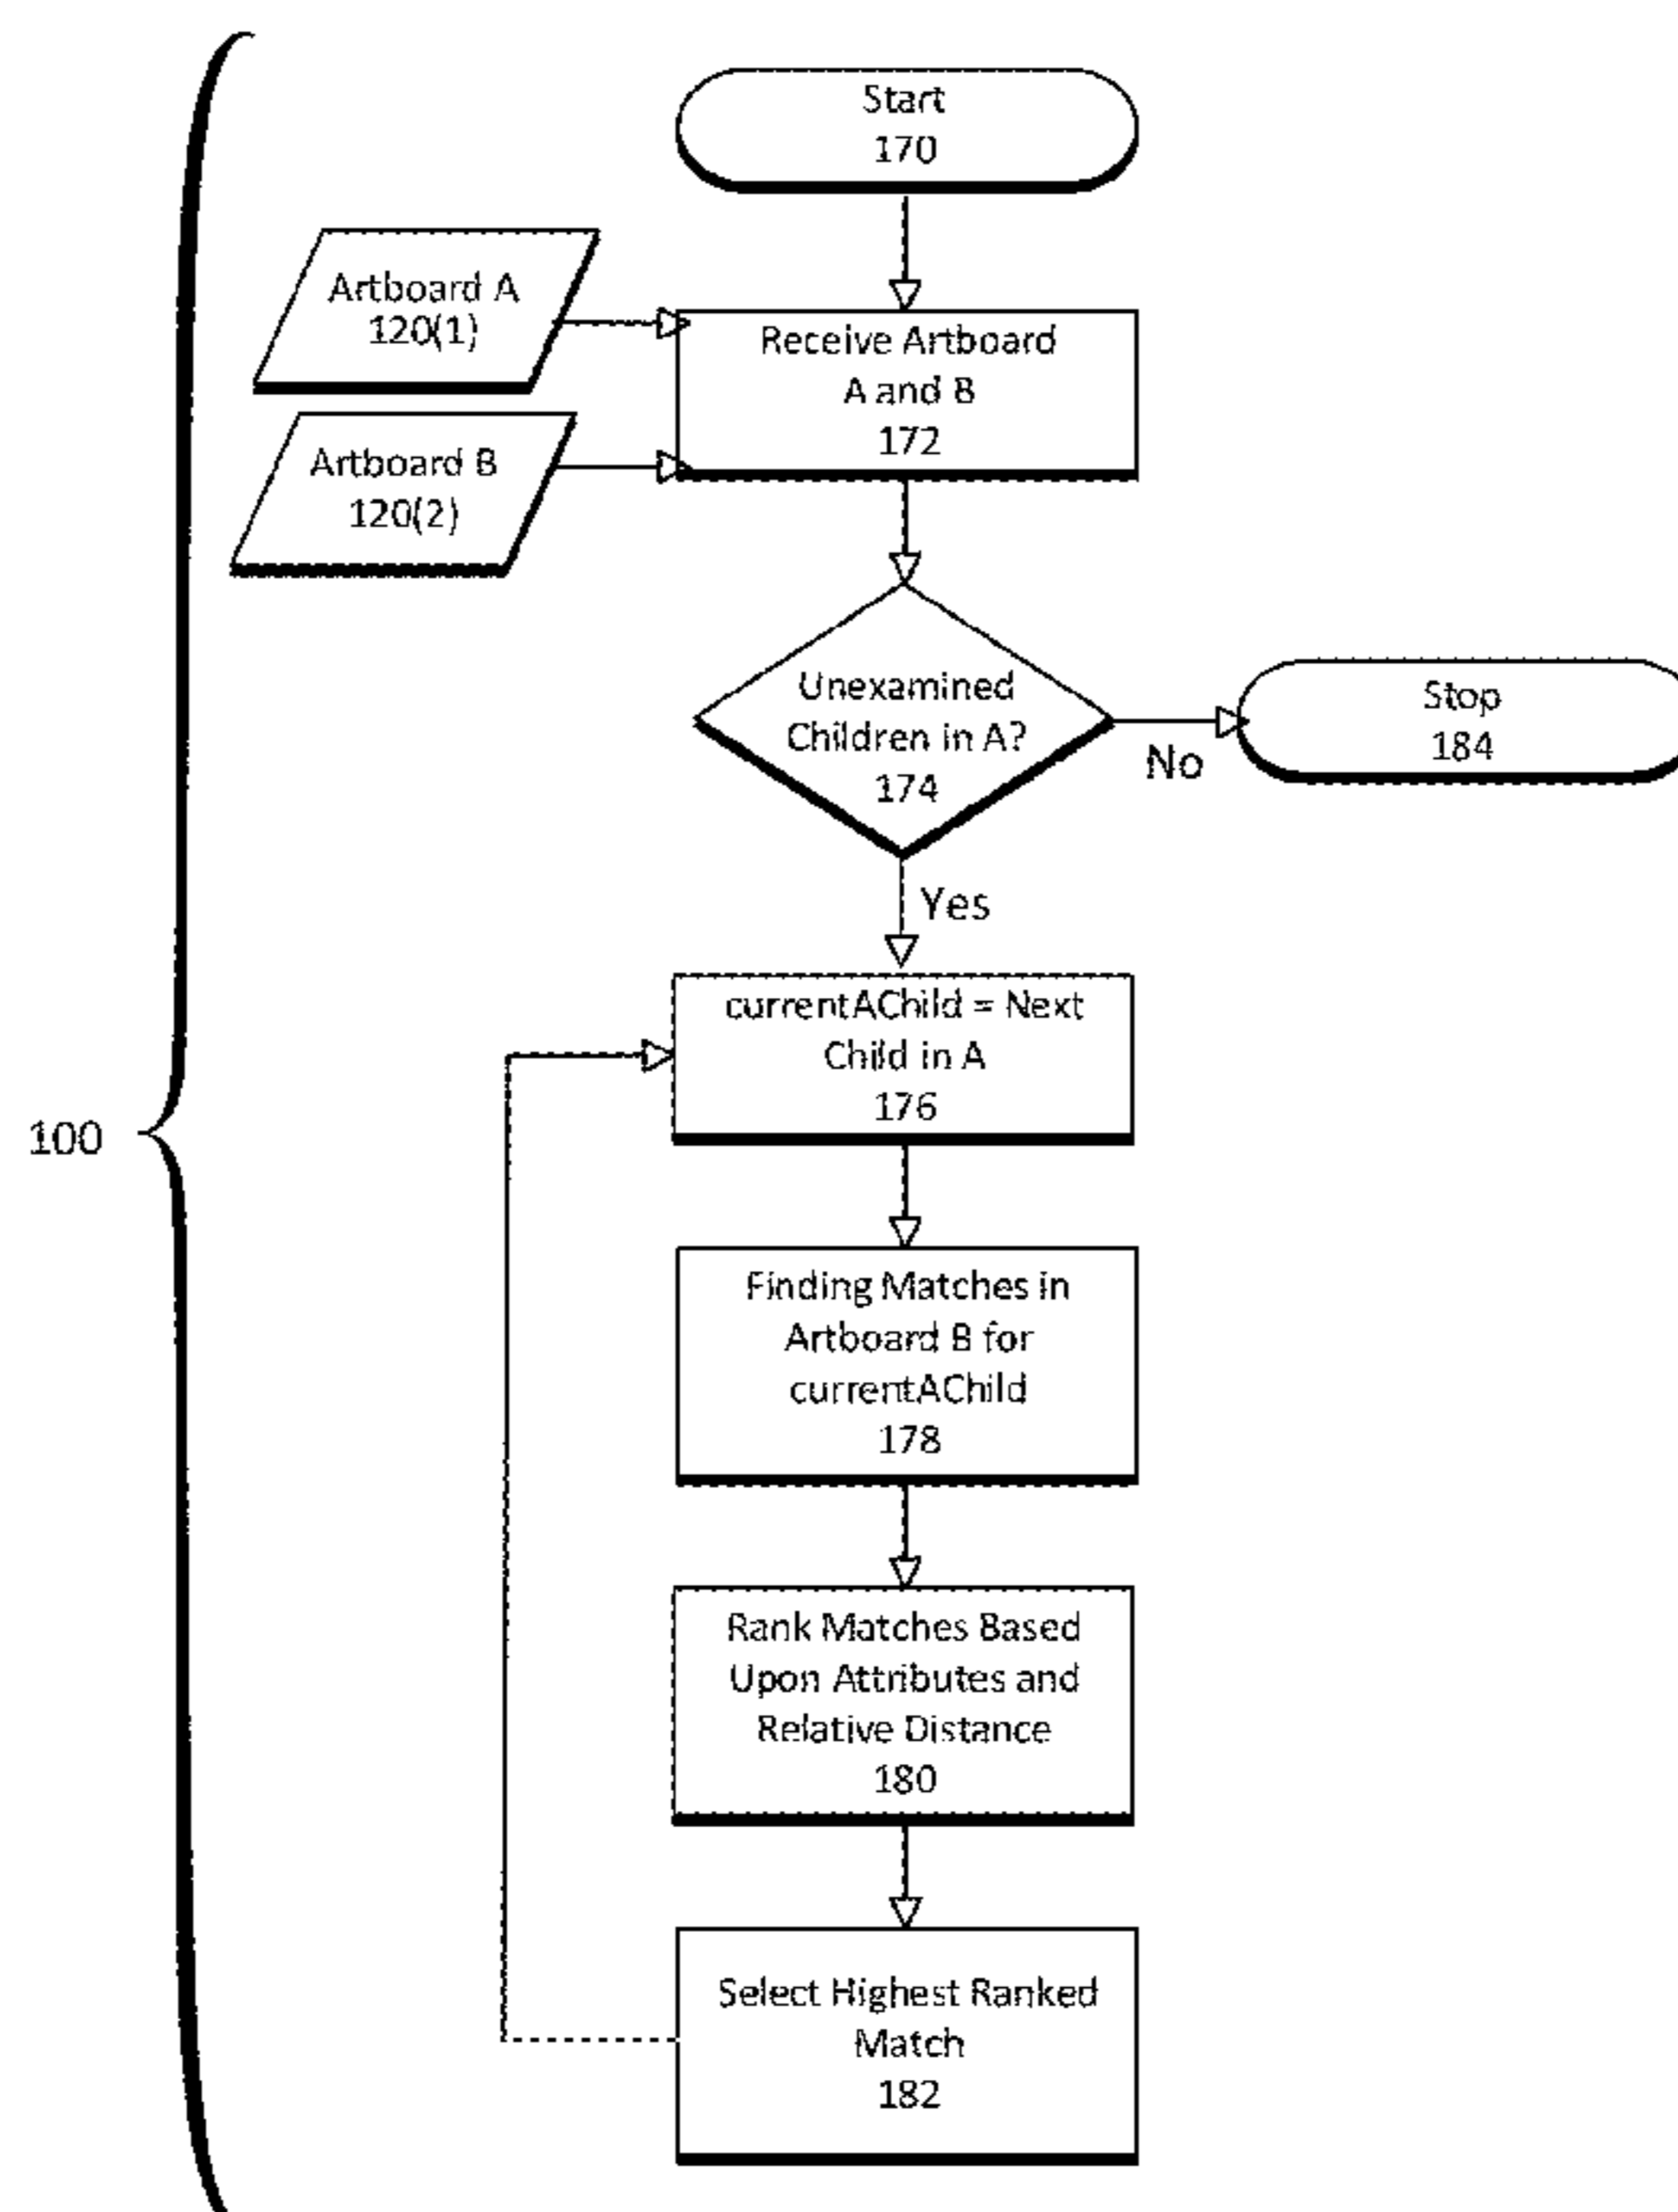 Start
170
Artboard A
120(1)
Receive Artboard
A and B
172
Artboard B
120(2)
Unexamined
Children in A?
174
No
Stop
184
Yes
currentAChild = Next
Child in A
176
100
Finding Matches in
Artboard B for
currentAChild
178
Rank Matches Based
Upon Attributes and
Relative Distance
180
Select Highest Ranked
Match
182